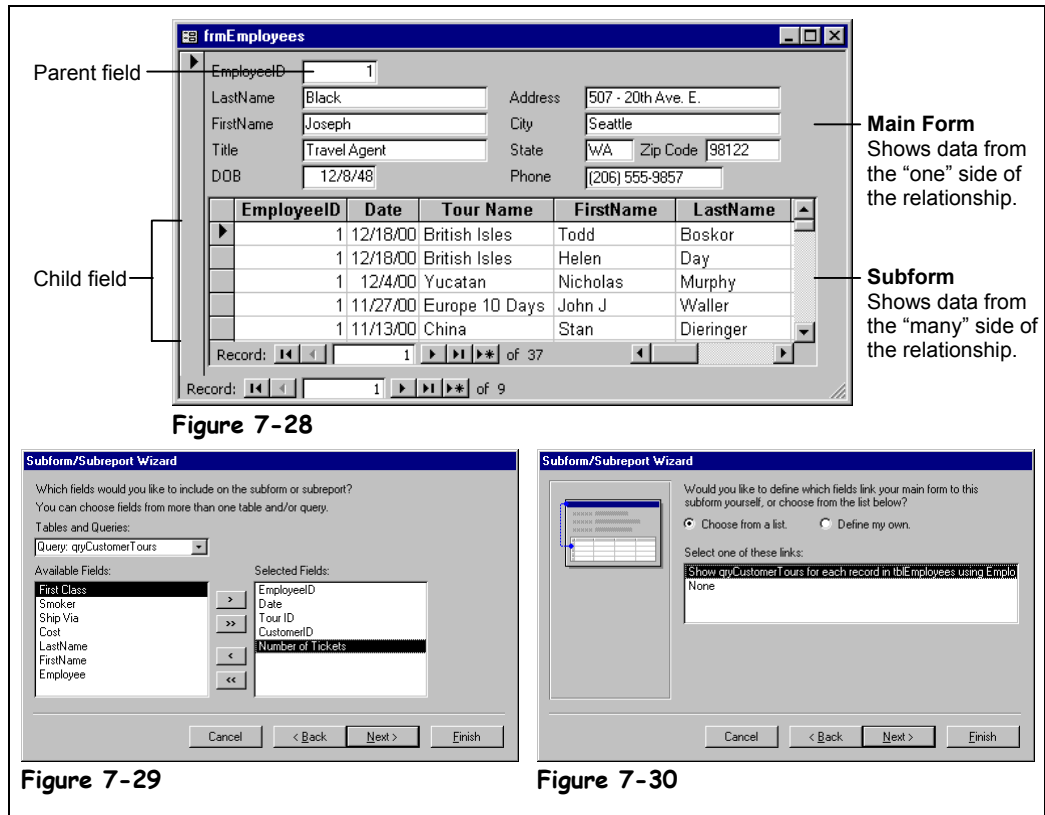 frmEmployees
Parent field
EmployeeID 1
LastName Black Address 507 - 20th Ave. E.
FirstName Joseph City Seattle
Title Travel Agent State WA Zip Code 98122
DOB 12/8/48 Phone (206) 555-9857
Main Form
Shows data from
the “one” side of
the relationship.
EmployeeID Date Tour Name FirstName LastName
1 12/18/00 British Isles Todd Boskor
1 12/18/00 British Isles Helen Day
1 12/4/00 Yucatan Nicholas Murphy
1 11/27/00 Europe 10 Days John J Waller
1 11/13/00 China Stan Dieringer
Record: 1 of 37
Record: 1 of 9
Child field
Subform
Shows data from
the “many” side of
the relationship.
Figure 7-28
Subform/Subreport Wizard
Which fields would you like to include on the subform or subreport?
You can choose fields from more than one table and/or query.
Tables and Queries:
Query: qryCustomerTours
Available Fields:
First Class
Smoker
Ship Via
Cost
LastName
FirstName
Employee
>
>>
<
<<
Selected Fields:
EmployeeID
Date
Tour ID
CustomerID
Number of Tickets
Cancel < Back Next > Finish
Figure 7-29
Subform/Subreport Wizard
Would you like to define which fields link your main form to this
subform yourself, or choose from the list below?
Choose from a list. Define my own.
Select one of these links:
Show qryCustomerTours for each record in tblEmployees using Emplo
None
Cancel < Back Next > Finish
Figure 7-30